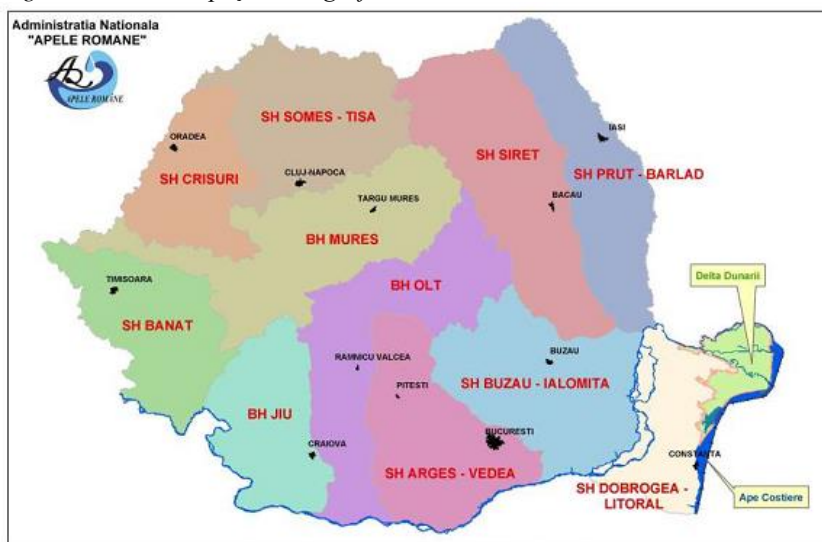 Administratia Nationala
"APELE ROMANE"
APELE ROMÂNE
ORADEA
SH SOMES - TISA
IASI
SH CRISURI
CLUJ-NAPOCA
SH SIRET
SH PRUT - BARLAD
TARGU MURES
BACAU
BH MURES
TIMISOARA
BH OLT
Delta Dunarii
SH BANAT
RAMNICU VALCEA
BUZAU
PITESTI
SH BUZAU - IALOMITA
BH JIU
BUCURESTI
CRAIOVA
SH ARGES - VEDEA
CONSTANTA
SH DOBROGEA -
LITORAL
Ape Costiere